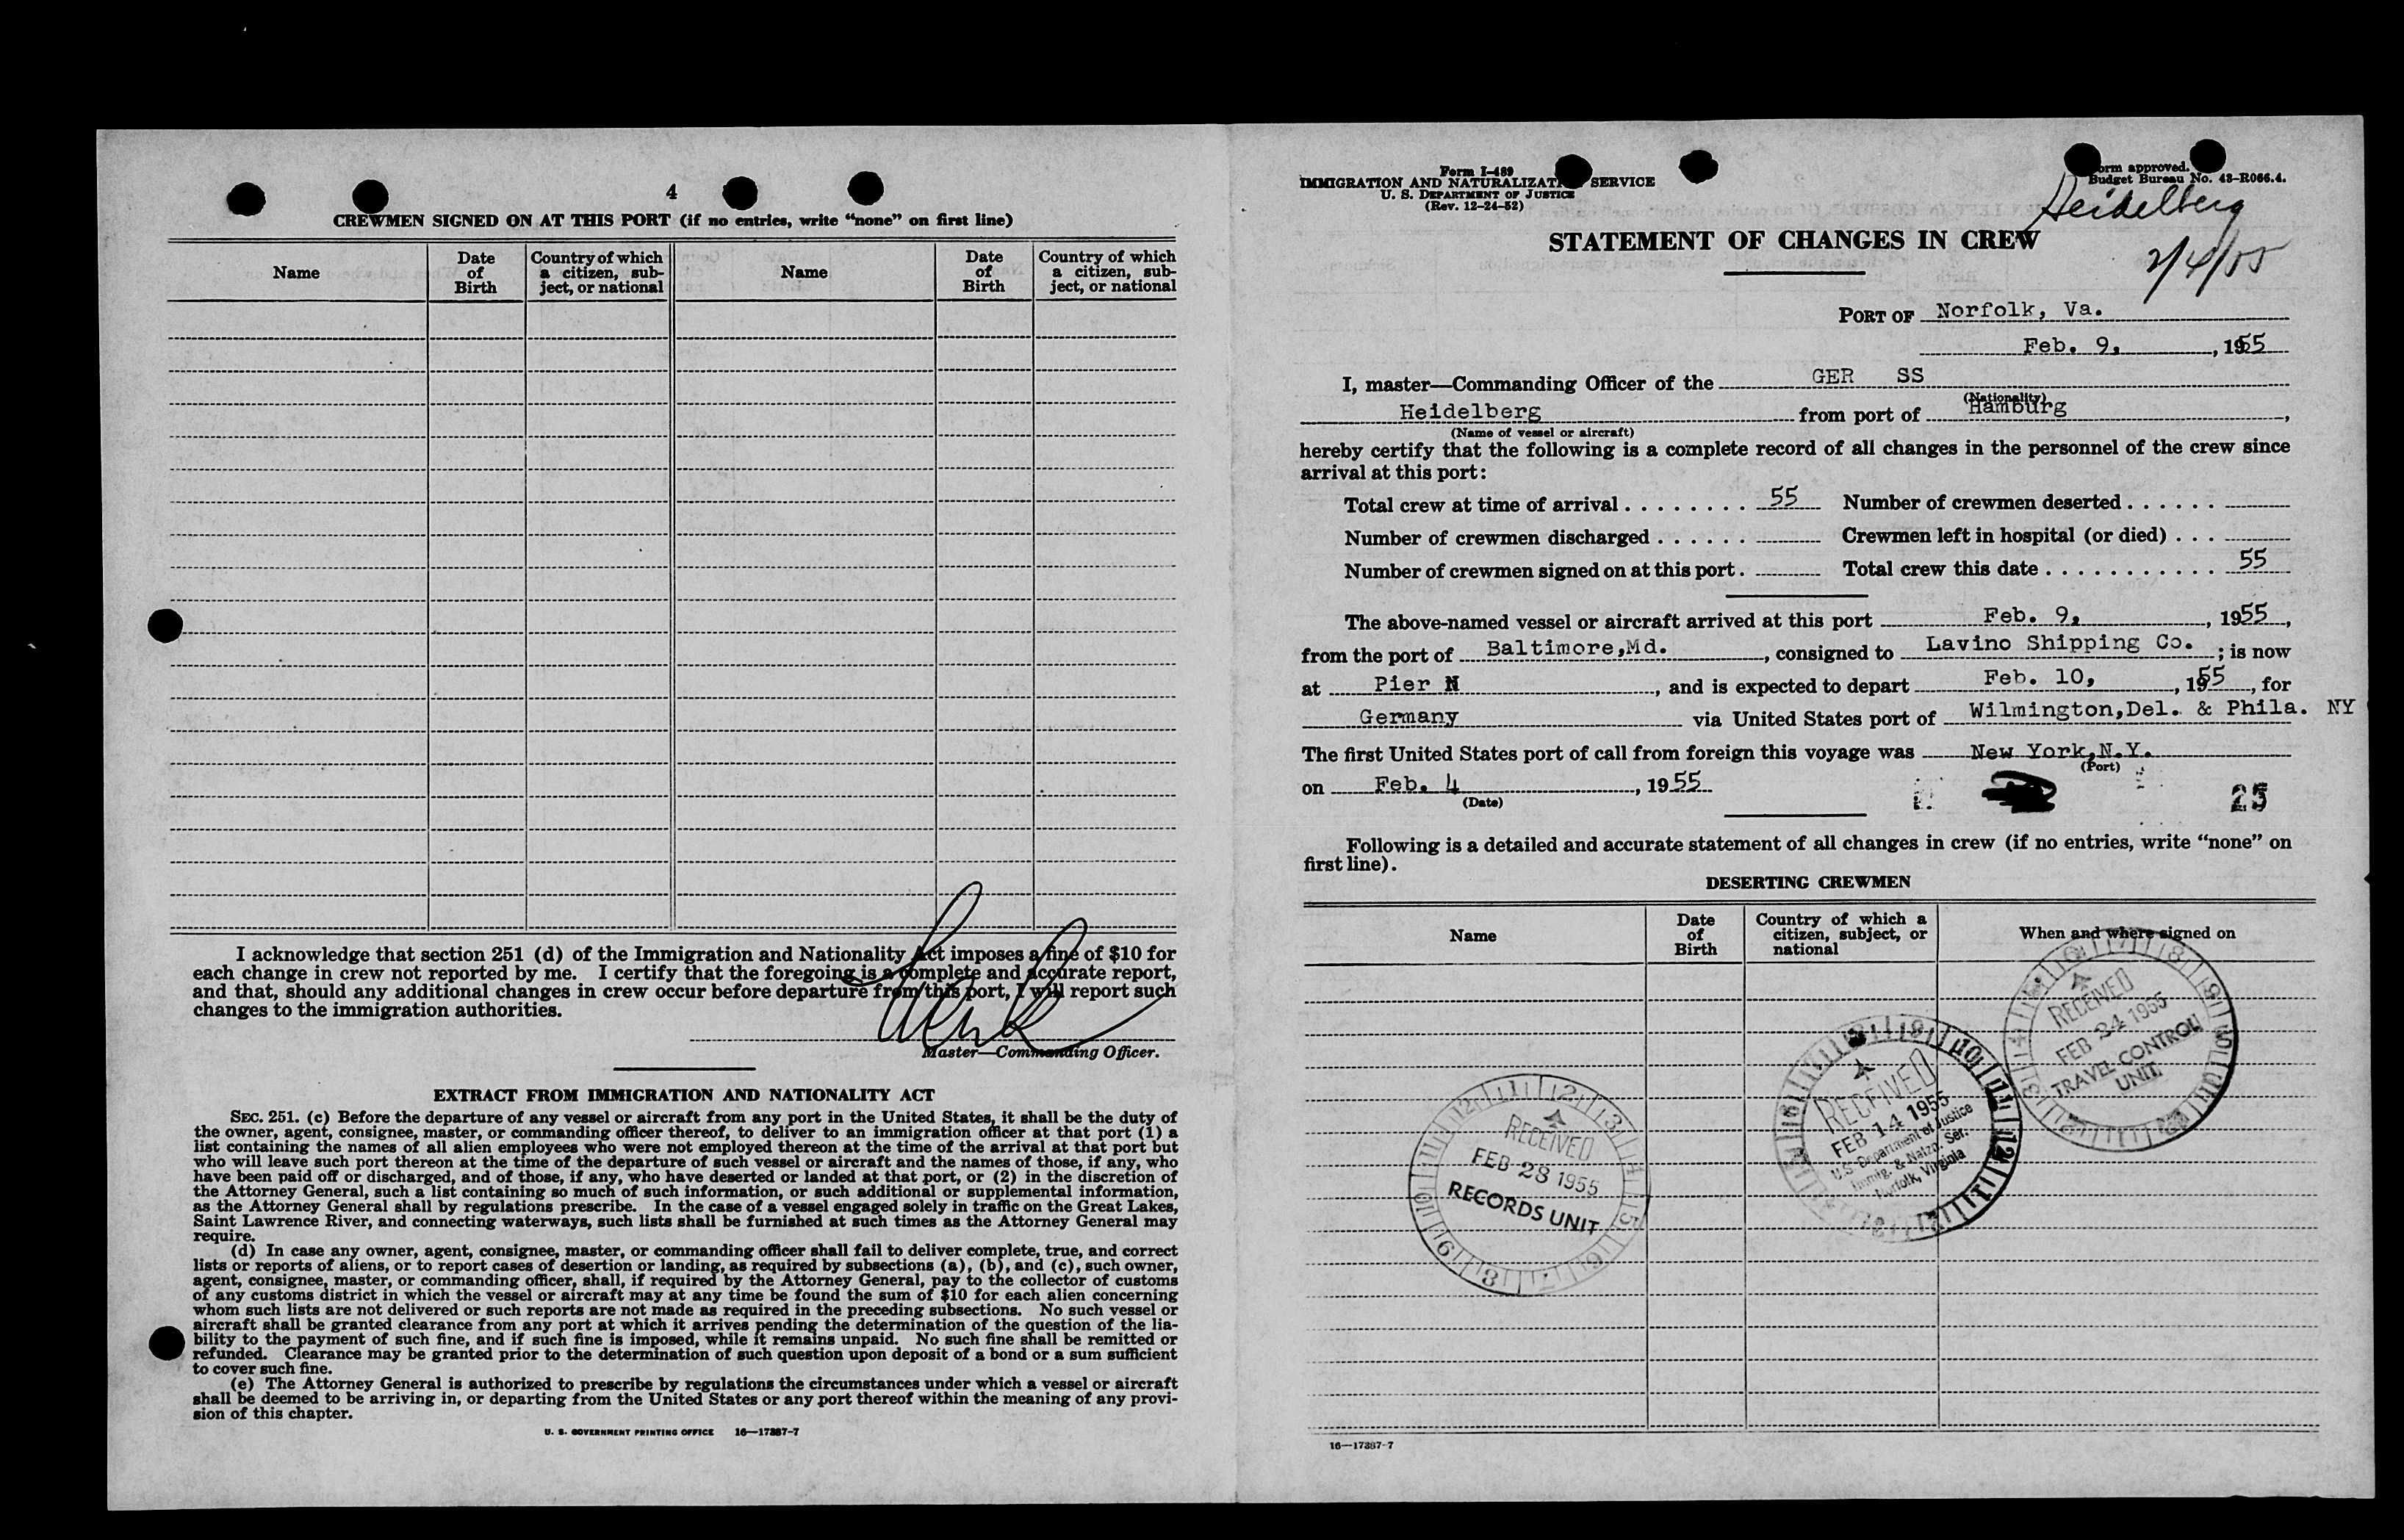 4
CREWMEN SIGNED ON AT THIS PORT (if no entries, write “none” on first line)
Name
Date of Birth
Country of which a citizen, sub-ject, or national
Name
Date of Birth
Country of which a citizen, sub-ject, or national
I acknowledge that section 251 (d) of the Immigration and Nationality Act imposes a fine of $10 for
each change in crew not reported by me. I certify that the foregoing is a complete and accurate report,
and that, should any additional changes in crew occur before departure from this port, I will report such
changes to the immigration authorities.
Master—Commanding Officer.
EXTRACT FROM IMMIGRATION AND NATIONALITY ACT
SEC. 251. (c) Before the departure of any vessel or aircraft from any port in the United States, it shall be the duty of
the owner, agent, consignee, master, or commanding officer thereof, to deliver to an immigration officer at that port (1) a
list containing the names of all alien employees who were not employed thereon at the time of the arrival at that port but
who will leave such port thereon at the time of the departure of such vessel or aircraft and the names of those, if any, who
have been paid off or discharged, and of those, if any, who have deserted or landed at that port, or (2) in the discretion of
the Attorney General, such a list containing so much of such information, or such additional or supplemental information,
as the Attorney General shall by regulations prescribe. In the case of a vessel engaged solely in traffic on the Great Lakes,
Saint Lawrence River, and connecting waterways, such lists shall be furnished at such times as the Attorney General may
require.
(d) In case any owner, agent, consignee, master, or commanding officer shall fail to deliver complete, true, and correct
lists or reports of aliens, or to report cases of desertion or landing, as required by subsections (a), (b), and (c), such owner,
agent, consignee, master, or commanding officer, shall, if required by the Attorney General, pay to the collector of customs
of any customs district in which the vessel or aircraft may at any time be found the sum of $10 for each alien concerning
whom such lists are not delivered or such reports are not made as required in the preceding subsections. No such vessel or
aircraft shall be granted clearance from any port at which it arrives pending the determination of the question of the lia-
bility to the payment of such fine, and if such fine is imposed, while it remains unpaid. No such fine shall be remitted or
refunded. Clearance may be granted prior to the determination of such question upon deposit of a bond or a sum sufficient
to cover such fine.
(e) The Attorney General is authorized to prescribe by regulations the circumstances under which a vessel or aircraft
shall be deemed to be arriving in, or departing from the United States or any port thereof within the meaning of any provi-
sion of this chapter.
U. S. GOVERNMENT PRINTING OFFICE 16—17387-7
Form I-489
IMMIGRATION AND NATURALIZATI SERVICE
U. S. DEPARTMENT OF JUSTICE
(Rev. 12-24-52)
orm approved.
Budget Bureau No. 43-R066.4.
Heidelberg
2/4/55
STATEMENT OF CHANGES IN CREW
PORT OF Norfolk, Va.
Feb. 9, , 1955
I, master—Commanding Officer of the GER SS
(Nationality)
Heidelberg from port of Hamburg ,
(Name of vessel or aircraft)
hereby certify that the following is a complete record of all changes in the personnel of the crew since
arrival at this port:
Total crew at time of arrival . . . . . . . . 55 Number of crewmen deserted . . . . . .
Number of crewmen discharged . . . . . . Crewmen left in hospital (or died) . . .
Number of crewmen signed on at this port . Total crew this date . . . . . . . . . . . 55
The above-named vessel or aircraft arrived at this port Feb. 9, , 1955 ,
from the port of Baltimore,Md. , consigned to Lavino Shipping Co. ; is now
at Pier N , and is expected to depart Feb. 10, , 1955 , for
Germany via United States port of Wilmington,Del. & Phila. NY
The first United States port of call from foreign this voyage was New York,N.Y.
(Port)
on Feb. 4 , 1955
(Date)
25
Following is a detailed and accurate statement of all changes in crew (if no entries, write “none” on
first line).
DESERTING CREWMEN
Name
Date of Birth
Country of which a citizen, subject, or national
When and where signed on
RECEIVED
FEB 24 1955
TRAVEL CONTROL
UNIT
RECEIVED
FEB 14 1955
U.S. Department of Justice
Immig. & Natzn. Ser.
Norfolk, Virginia
RECEIVED
FEB 28 1955
RECORDS UNIT
16—17387-7